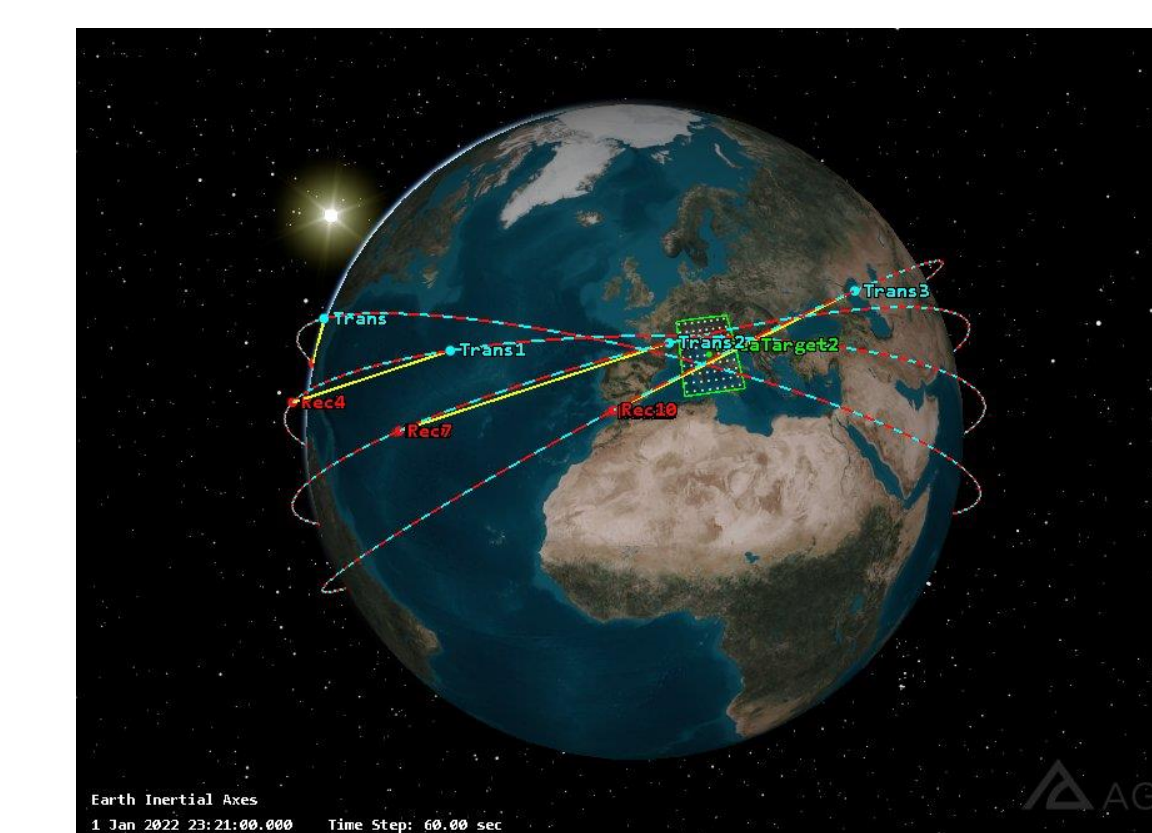 Trans3
Trans
Trans2
aTarget2
Trans1
Rec4
Rec10
Rec7
Earth Inertial Axes
1 Jan 2022 23:21:00.000 Time Step: 60.00 sec
AG